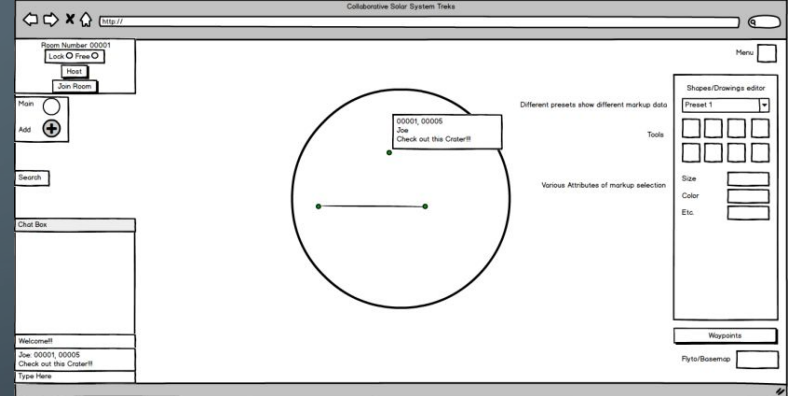 Collaborative Solar System Treks
http://
Room Number 00001
Lock Free
Host
Join Room
Main
Add
Search
Chat Box
Welcome!!!
Joe: 00001, 00005
Check out this Crater!!!
Type Here
00001, 00005
Joe
Check out this Crater!!!
Menu
Different presets show different markup data
Tools
Various Attributes of markup selection
Shapes/Drawings editor
Preset 1
Size
Color
Etc.
Waypoints
Flyto/Basemap